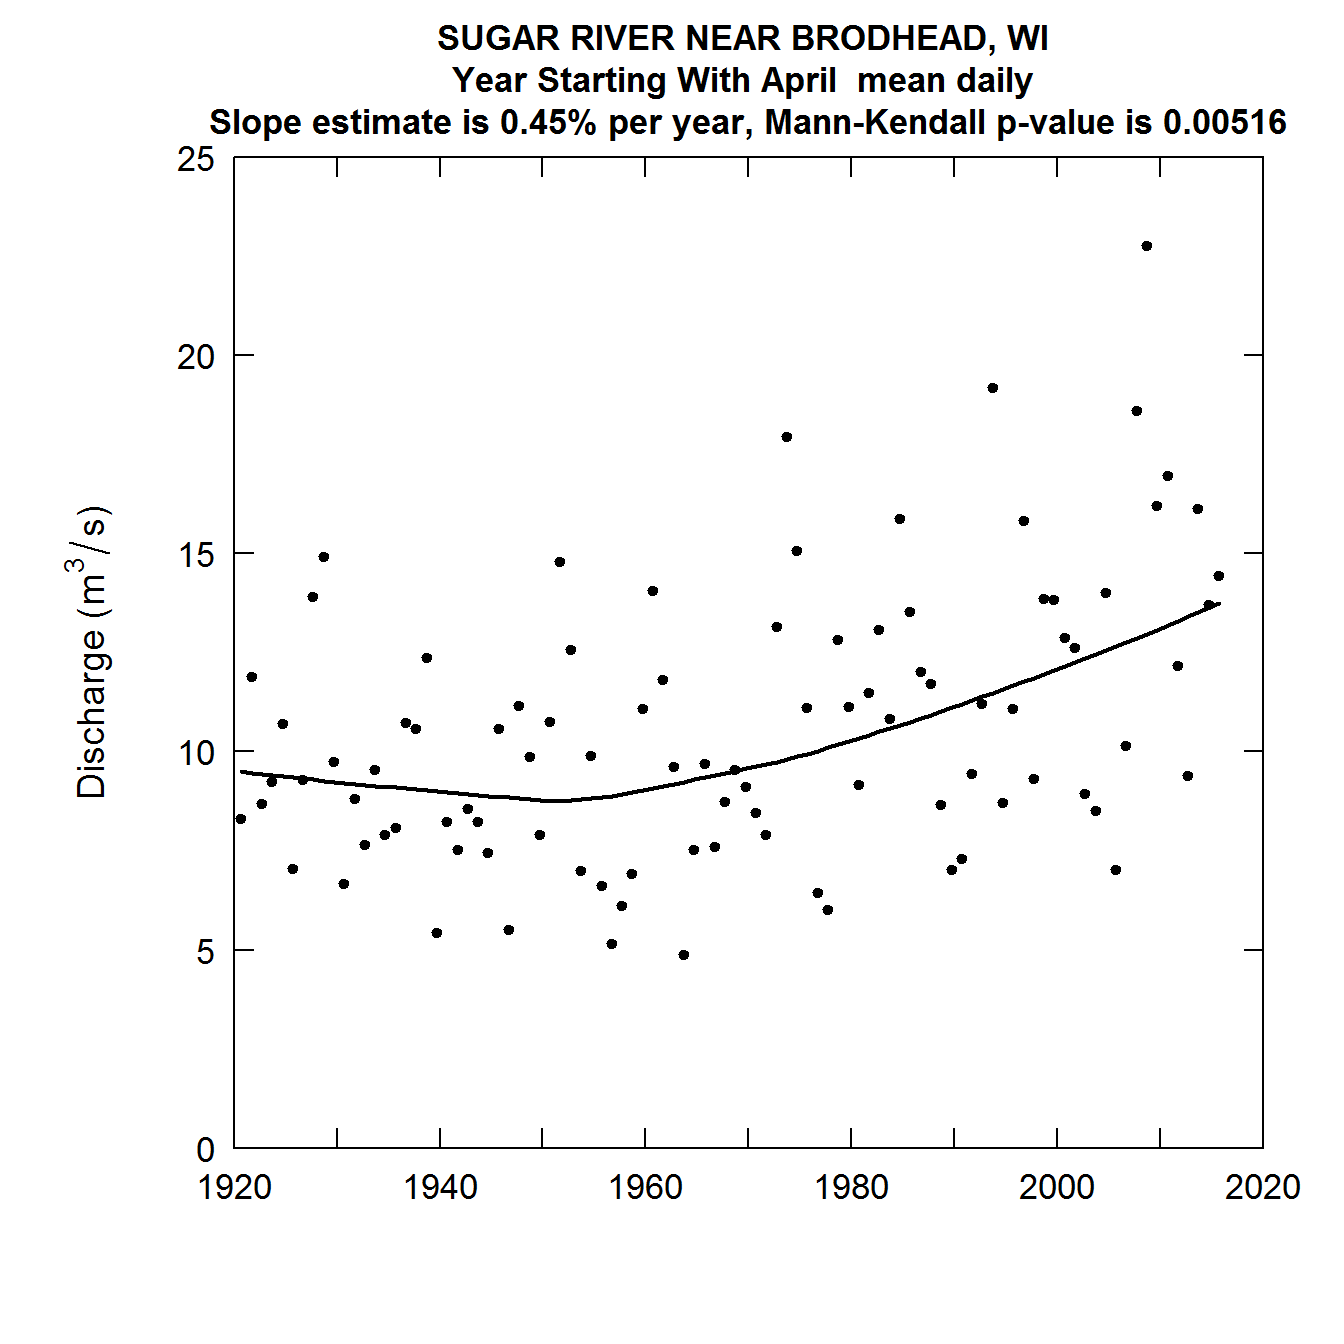 SUGAR RIVER NEAR BRODHEAD, WI
Year Starting With April  mean daily
Slope estimate is 0.45% per year, Mann-Kendall p-value is 0.00516
25
20
15
10
5
0
Discharge (m³/s)
1920 1940 1960 1980 2000 2020